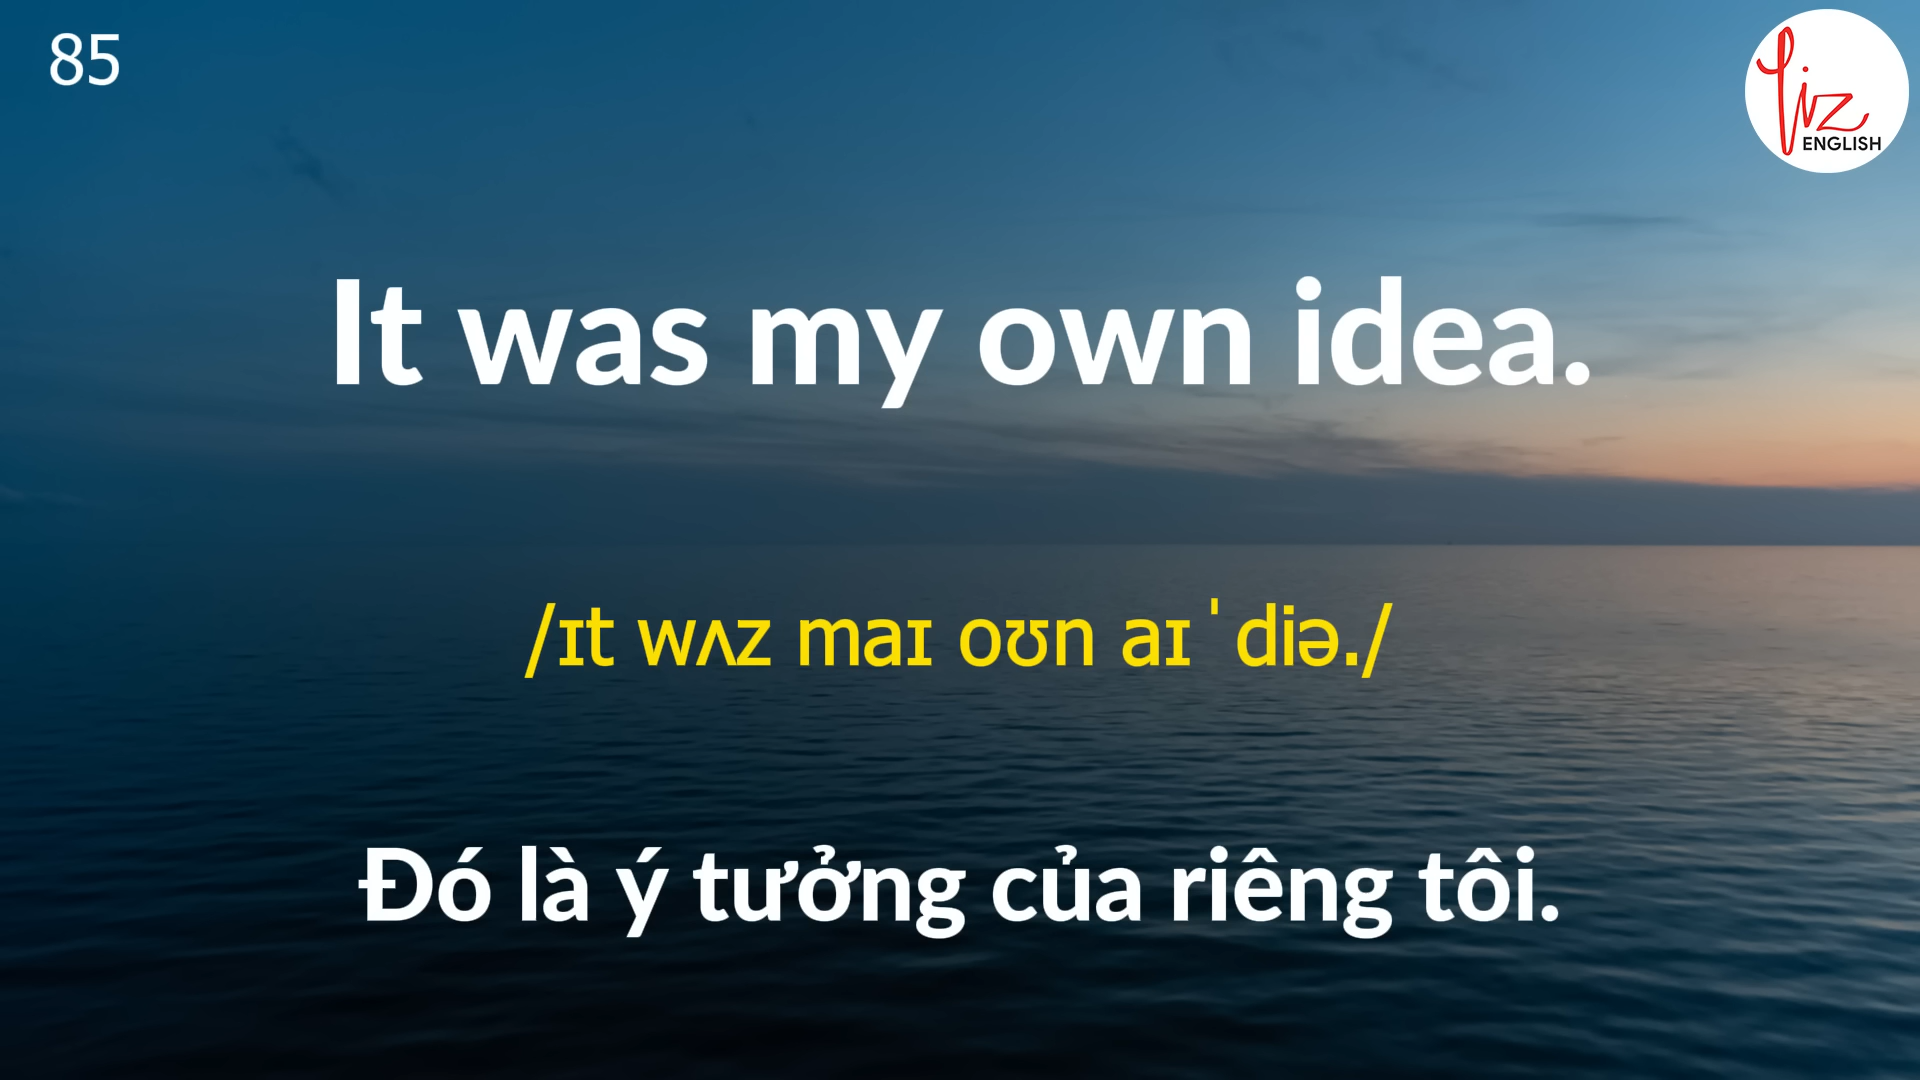 85
Liz
ENGLISH
It was my own idea.
/ɪt wʌz maɪ oʊn aɪˈdiə./
Đó là ý tưởng của riêng tôi.